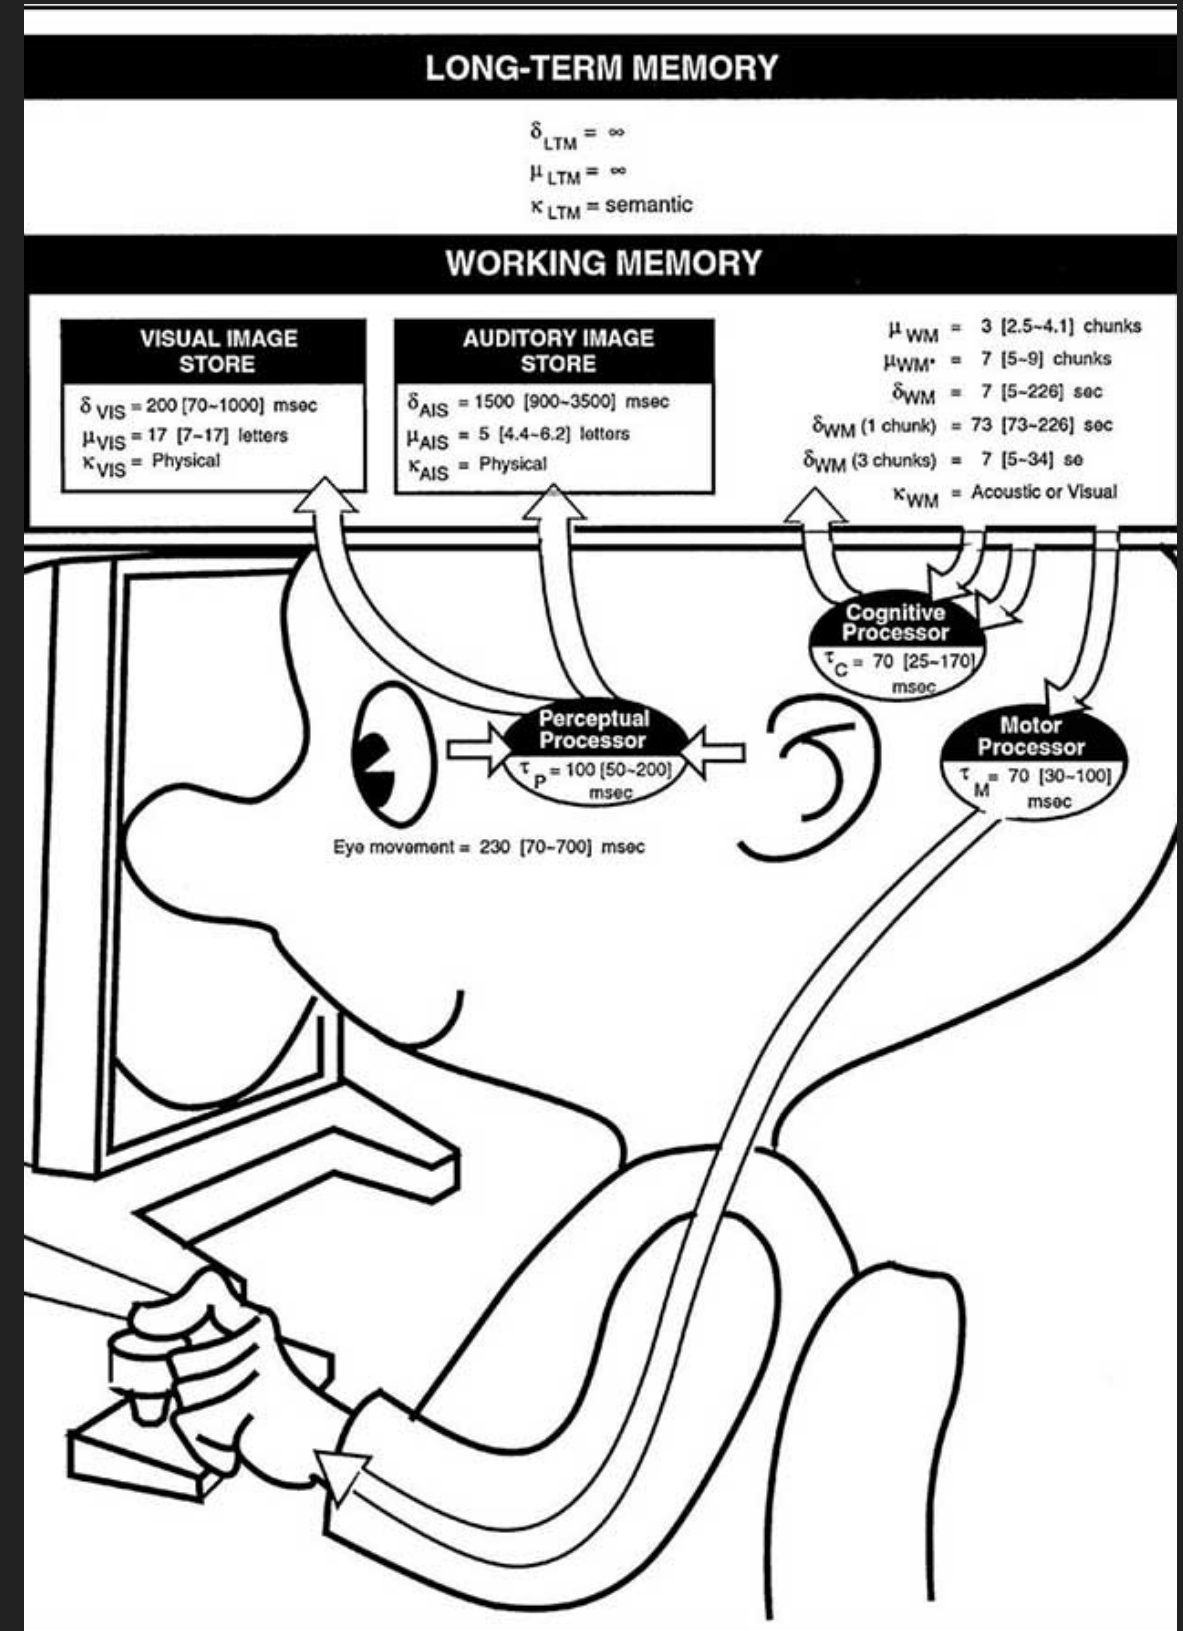 LONG-TERM MEMORY
δLTM = ∞
μLTM = ∞
κLTM = semantic
WORKING MEMORY
VISUAL IMAGE
STORE
δVIS = 200 [70~1000] msec
μVIS = 17 [7~17] letters
κVIS = Physical
AUDITORY IMAGE
STORE
δAIS = 1500 [900~3500] msec
μAIS = 5 [4.4~6.2] letters
κAIS = Physical
μWM = 3 [2.5~4.1] chunks
μWM* = 7 [5~9] chunks
δWM = 7 [5~226] sec
δWM (1 chunk) = 73 [73~226] sec
δWM (3 chunks) = 7 [5~34] se
κWM = Acoustic or Visual
Cognitive
Processor
τC = 70 [25~170]
msec
Perceptual
Processor
τP = 100 [50~200]
msec
Motor
Processor
τM = 70 [30~100]
msec
Eye movement = 230 [70~700] msec